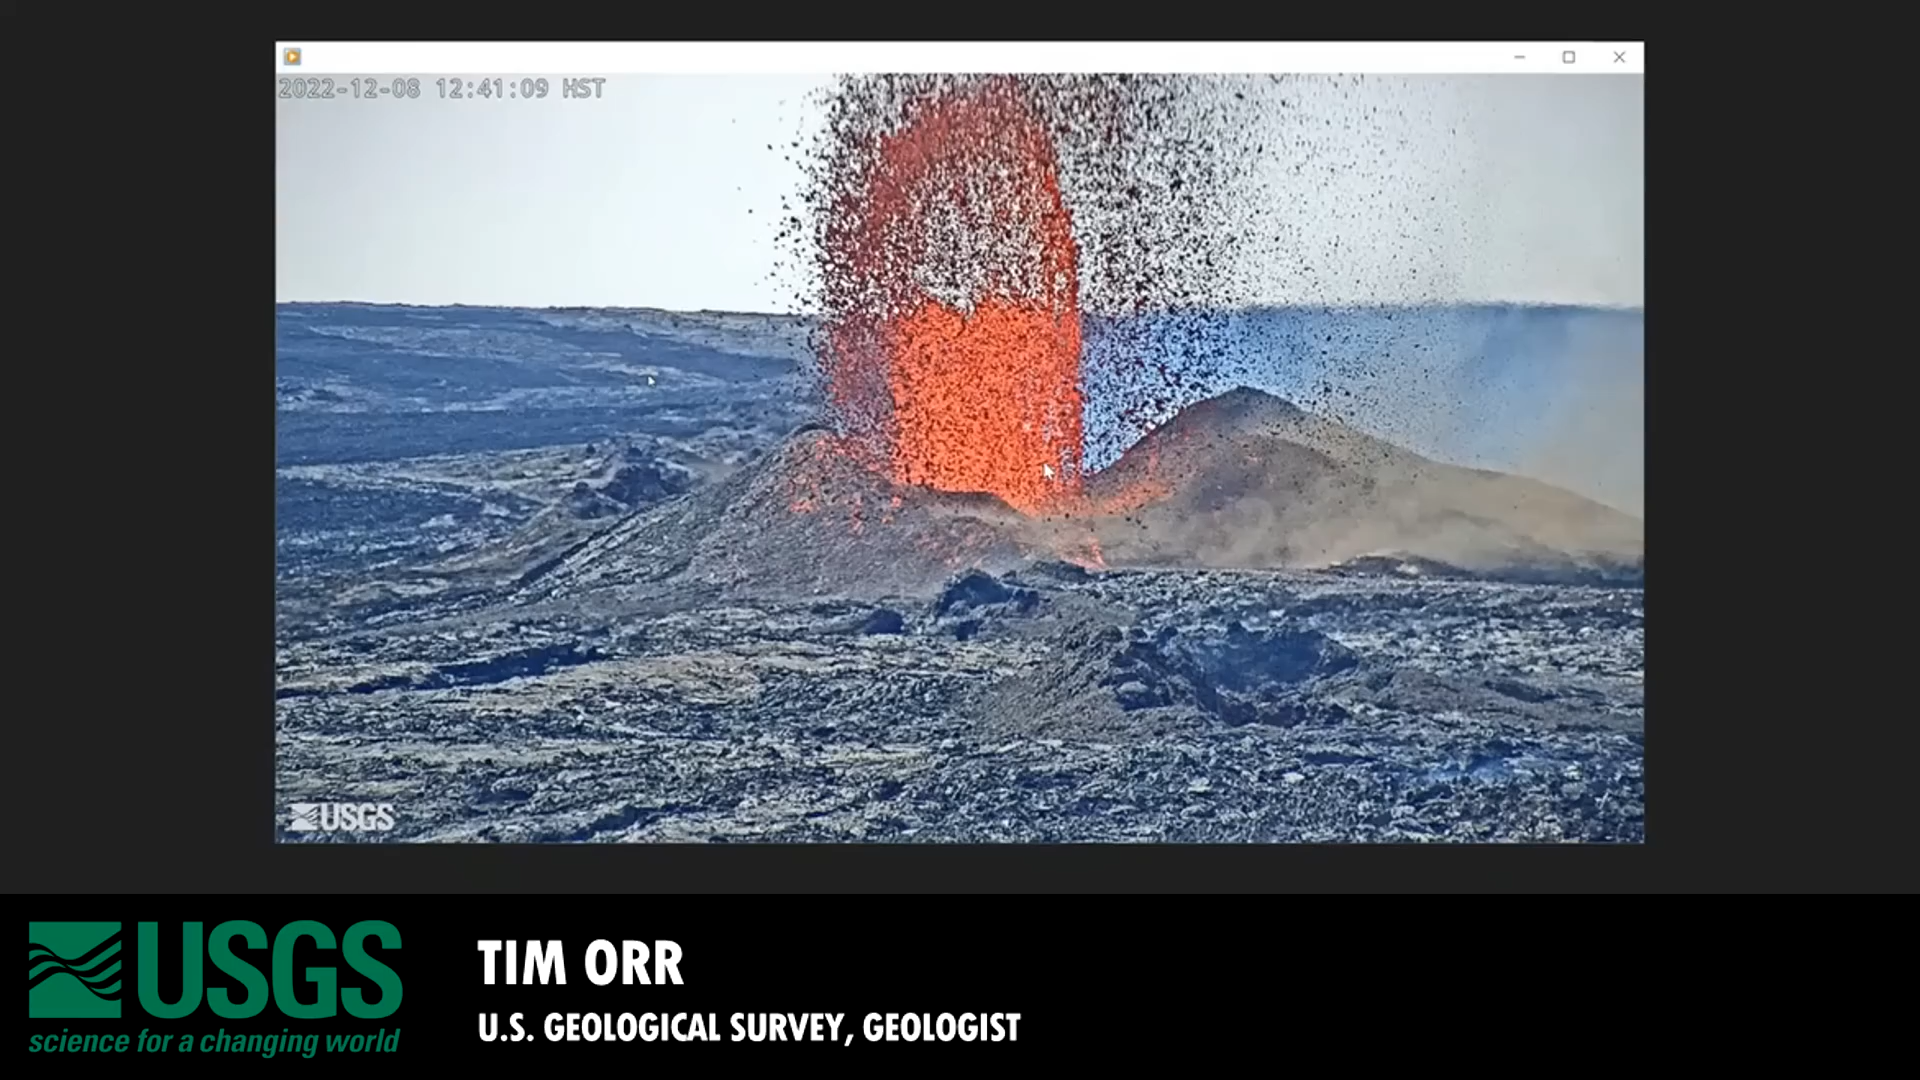 2022-12-08 12:41:09 HST
USGS
USGS
science for a changing world
TIM ORR
U.S. GEOLOGICAL SURVEY, GEOLOGIST